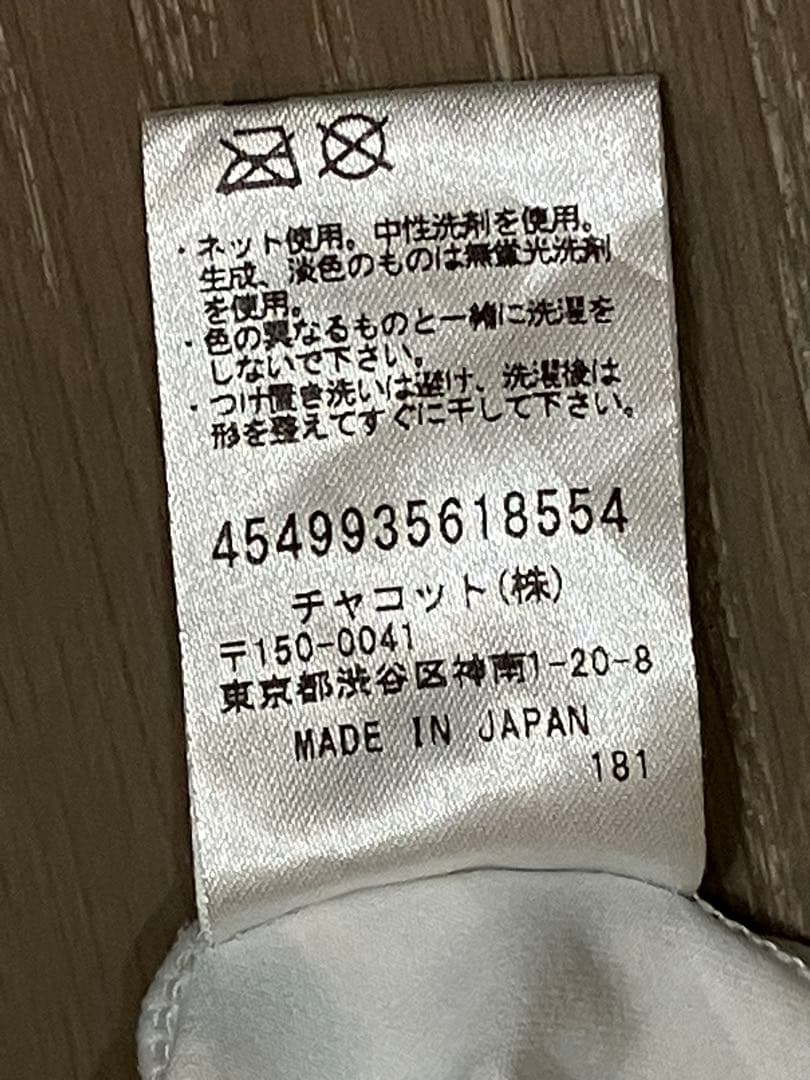 ・ネット使用。中性洗剤を使用。
生成、淡色のものは無蛍光洗剤
を使用。
・色の異なるものと一緒に洗濯を
しないで下さい。
・つけ置き洗いは避け、洗濯後は
形を整えてすぐに干して下さい。
4549935618554
チャコット(株)
〒150-0041
東京都渋谷区神南1-20-8
MADE IN JAPAN
181